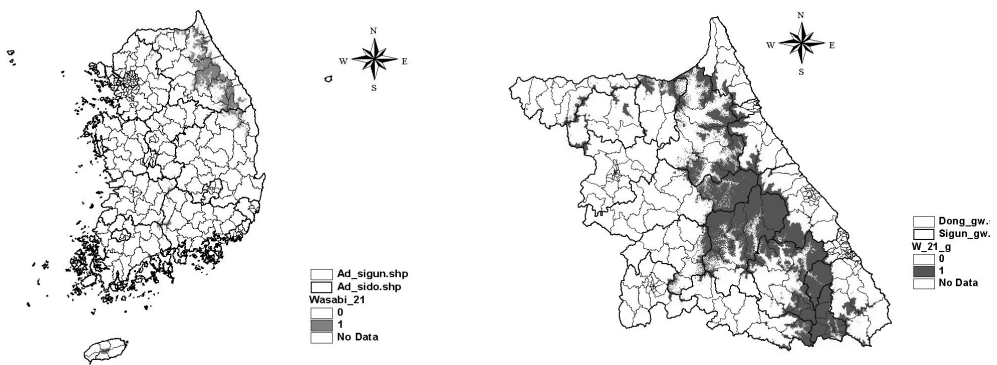 N
W E
S
Ad_sigun.shp
Ad_sido.shp
Wasabi_21
0
1
No Data
N
W E
S
Dong_gw.
Sigun_gw.
W_21_g
0
1
No Data